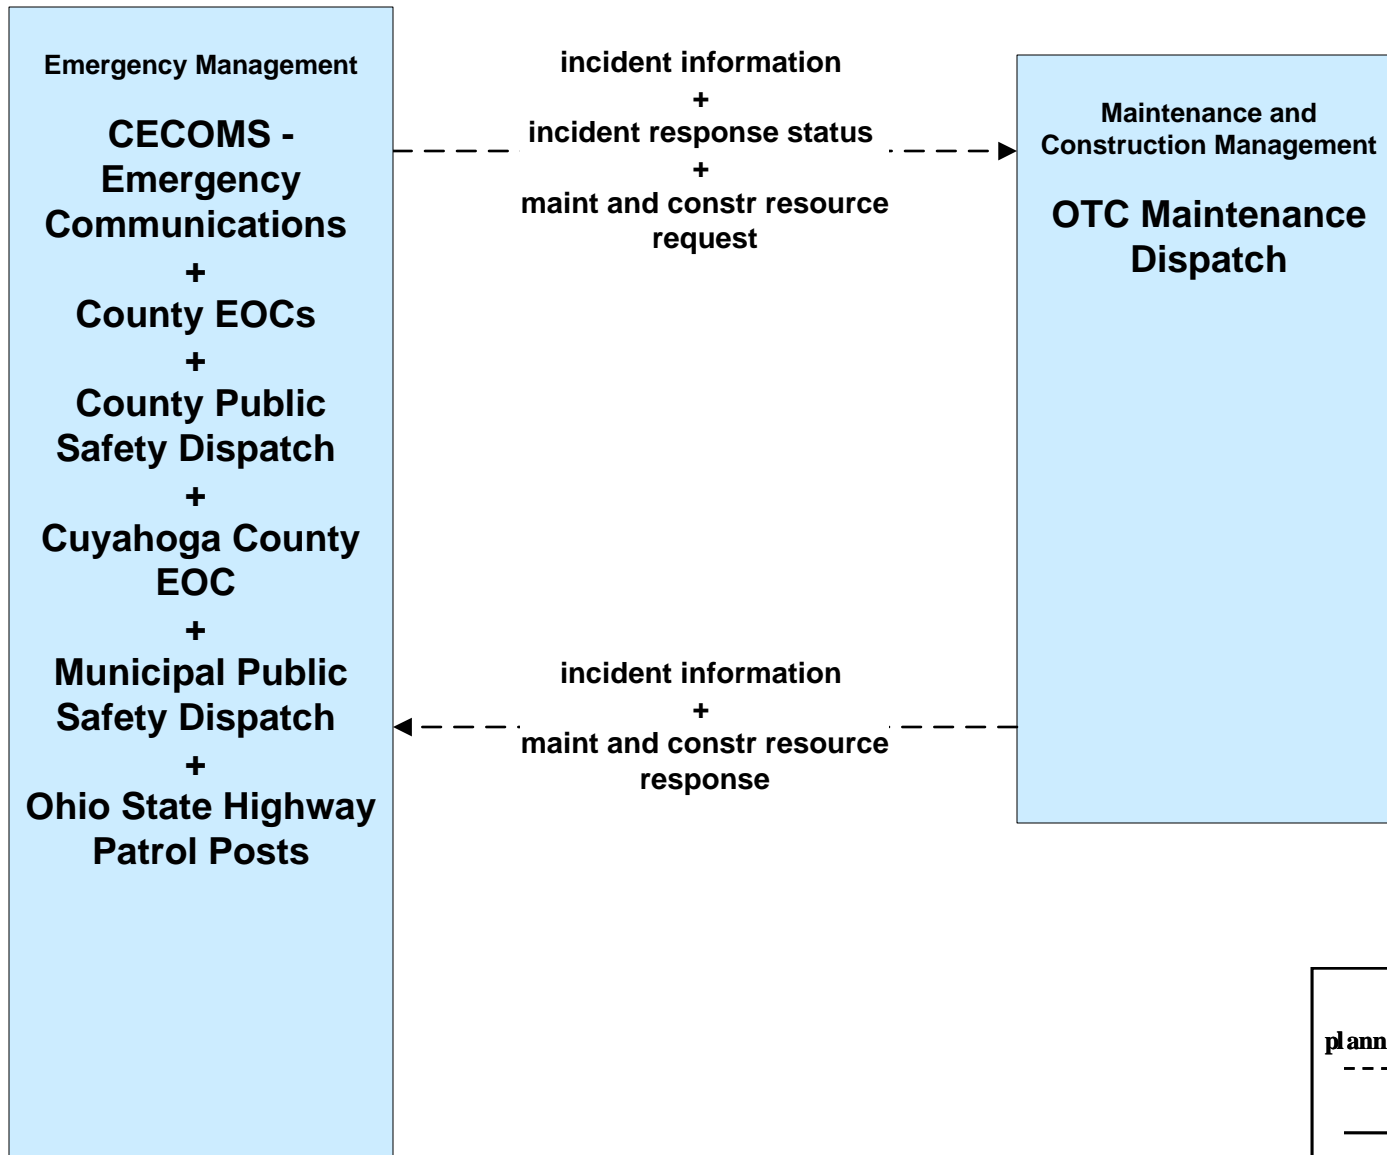 Emergency Management
CECOMS -
Emergency
Communications
+
County EOCs
+
County Public
Safety Dispatch
+
Cuyahoga County
EOC
+
Municipal Public
Safety Dispatch
+
Ohio State Highway
Patrol Posts
incident information
+
incident response status
+
maint and constr resource
request
incident information
+
maint and constr resource
response
Maintenance and
Construction Management
OTC Maintenance
Dispatch